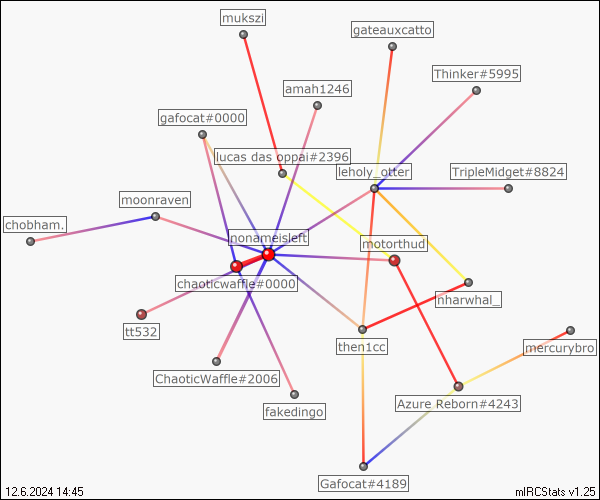 mukszi
gateauxcatto
Thinker#5995
amah1246
gafocat#0000
lucas das oppai#2396
leholy_otter
TripleMidget#8824
moonraven
chobham.
nonameisleft
motorthud
chaoticwaffle#0000
nharwhal_
tt532
then1cc
mercurybro
ChaoticWaffle#2006
Azure Reborn#4243
fakedingo
Gafocat#4189
12.6.2024 14:45
mIRCStats v1.25